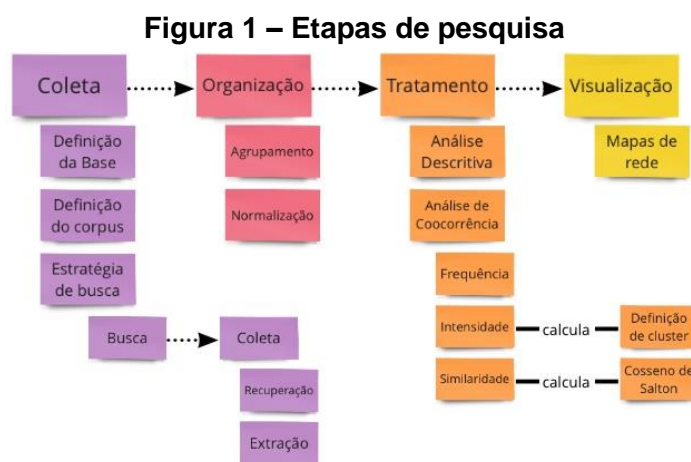 Figura 1 – Etapas de pesquisa
Coleta
Organização
Tratamento
Visualização
Definição
da Base
Agrupamento
Análise
Descritiva
Mapas de
rede
Definição
do corpus
Normalização
Análise de
Coocorrência
Estratégia
de busca
Frequência
Busca
Coleta
Intensidade
calcula
Definição
de cluster
Recuperação
Similaridade
calcula
Cosseno de
Salton
Extração